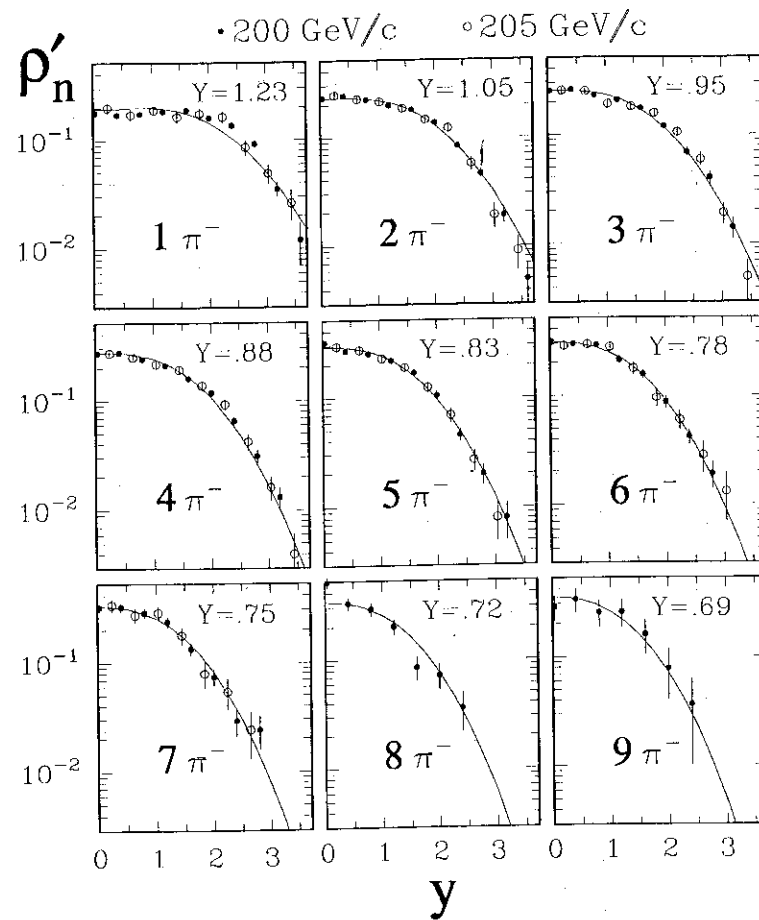 • 200 GeV/c ○ 205 GeV/c
ρ′n
Y=1.23 Y=1.05 Y=.95
10⁻¹
1 π⁻ 2 π⁻ 3 π⁻
10⁻²
Y=.88 Y=.83 Y=.78
10⁻¹
4 π⁻ 5 π⁻ 6 π⁻
10⁻²
Y=.75 Y=.72 Y=.69
10⁻¹
7 π⁻ 8 π⁻ 9 π⁻
10⁻²
0 1 2 3 0 1 2 3 0 1 2 3
y